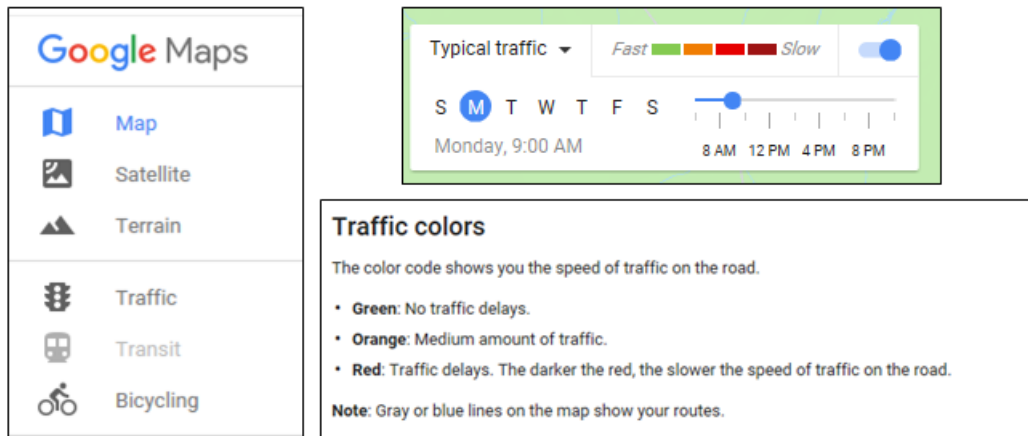 Google Maps
Map
Satellite
Terrain
Traffic
Transit
Bicycling
Typical traffic Fast Slow
S M T W T F S
Monday, 9:00 AM
8 AM 12 PM 4 PM 8 PM
Traffic colors
The color code shows you the speed of traffic on the road.
• Green: No traffic delays.
• Orange: Medium amount of traffic.
• Red: Traffic delays. The darker the red, the slower the speed of traffic on the road.
Note: Gray or blue lines on the map show your routes.